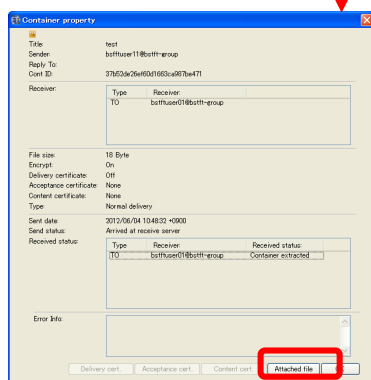 Container property
Title: test
Sender: bstftuser11@bstft-group
Reply To:
Cont ID: 37b52de26ef60d1663ca987be471
Receiver:
Type Receiver:
TO bstftuser01@bstft-group
File size: 18 Byte
Encrypt: On
Delivery certificate: Off
Acceptance certificate: None
Content certificate: None
Type: Normal delivery
Sent date: 2012/06/04 10:48:32 +0900
Send status: Arrived at receive server
Received status:
Type Receiver: Received status:
TO bstftuser01@bstft-group Container extracted
Error Info:
Delivery cert. Acceptance cert. Content cert. Attached file